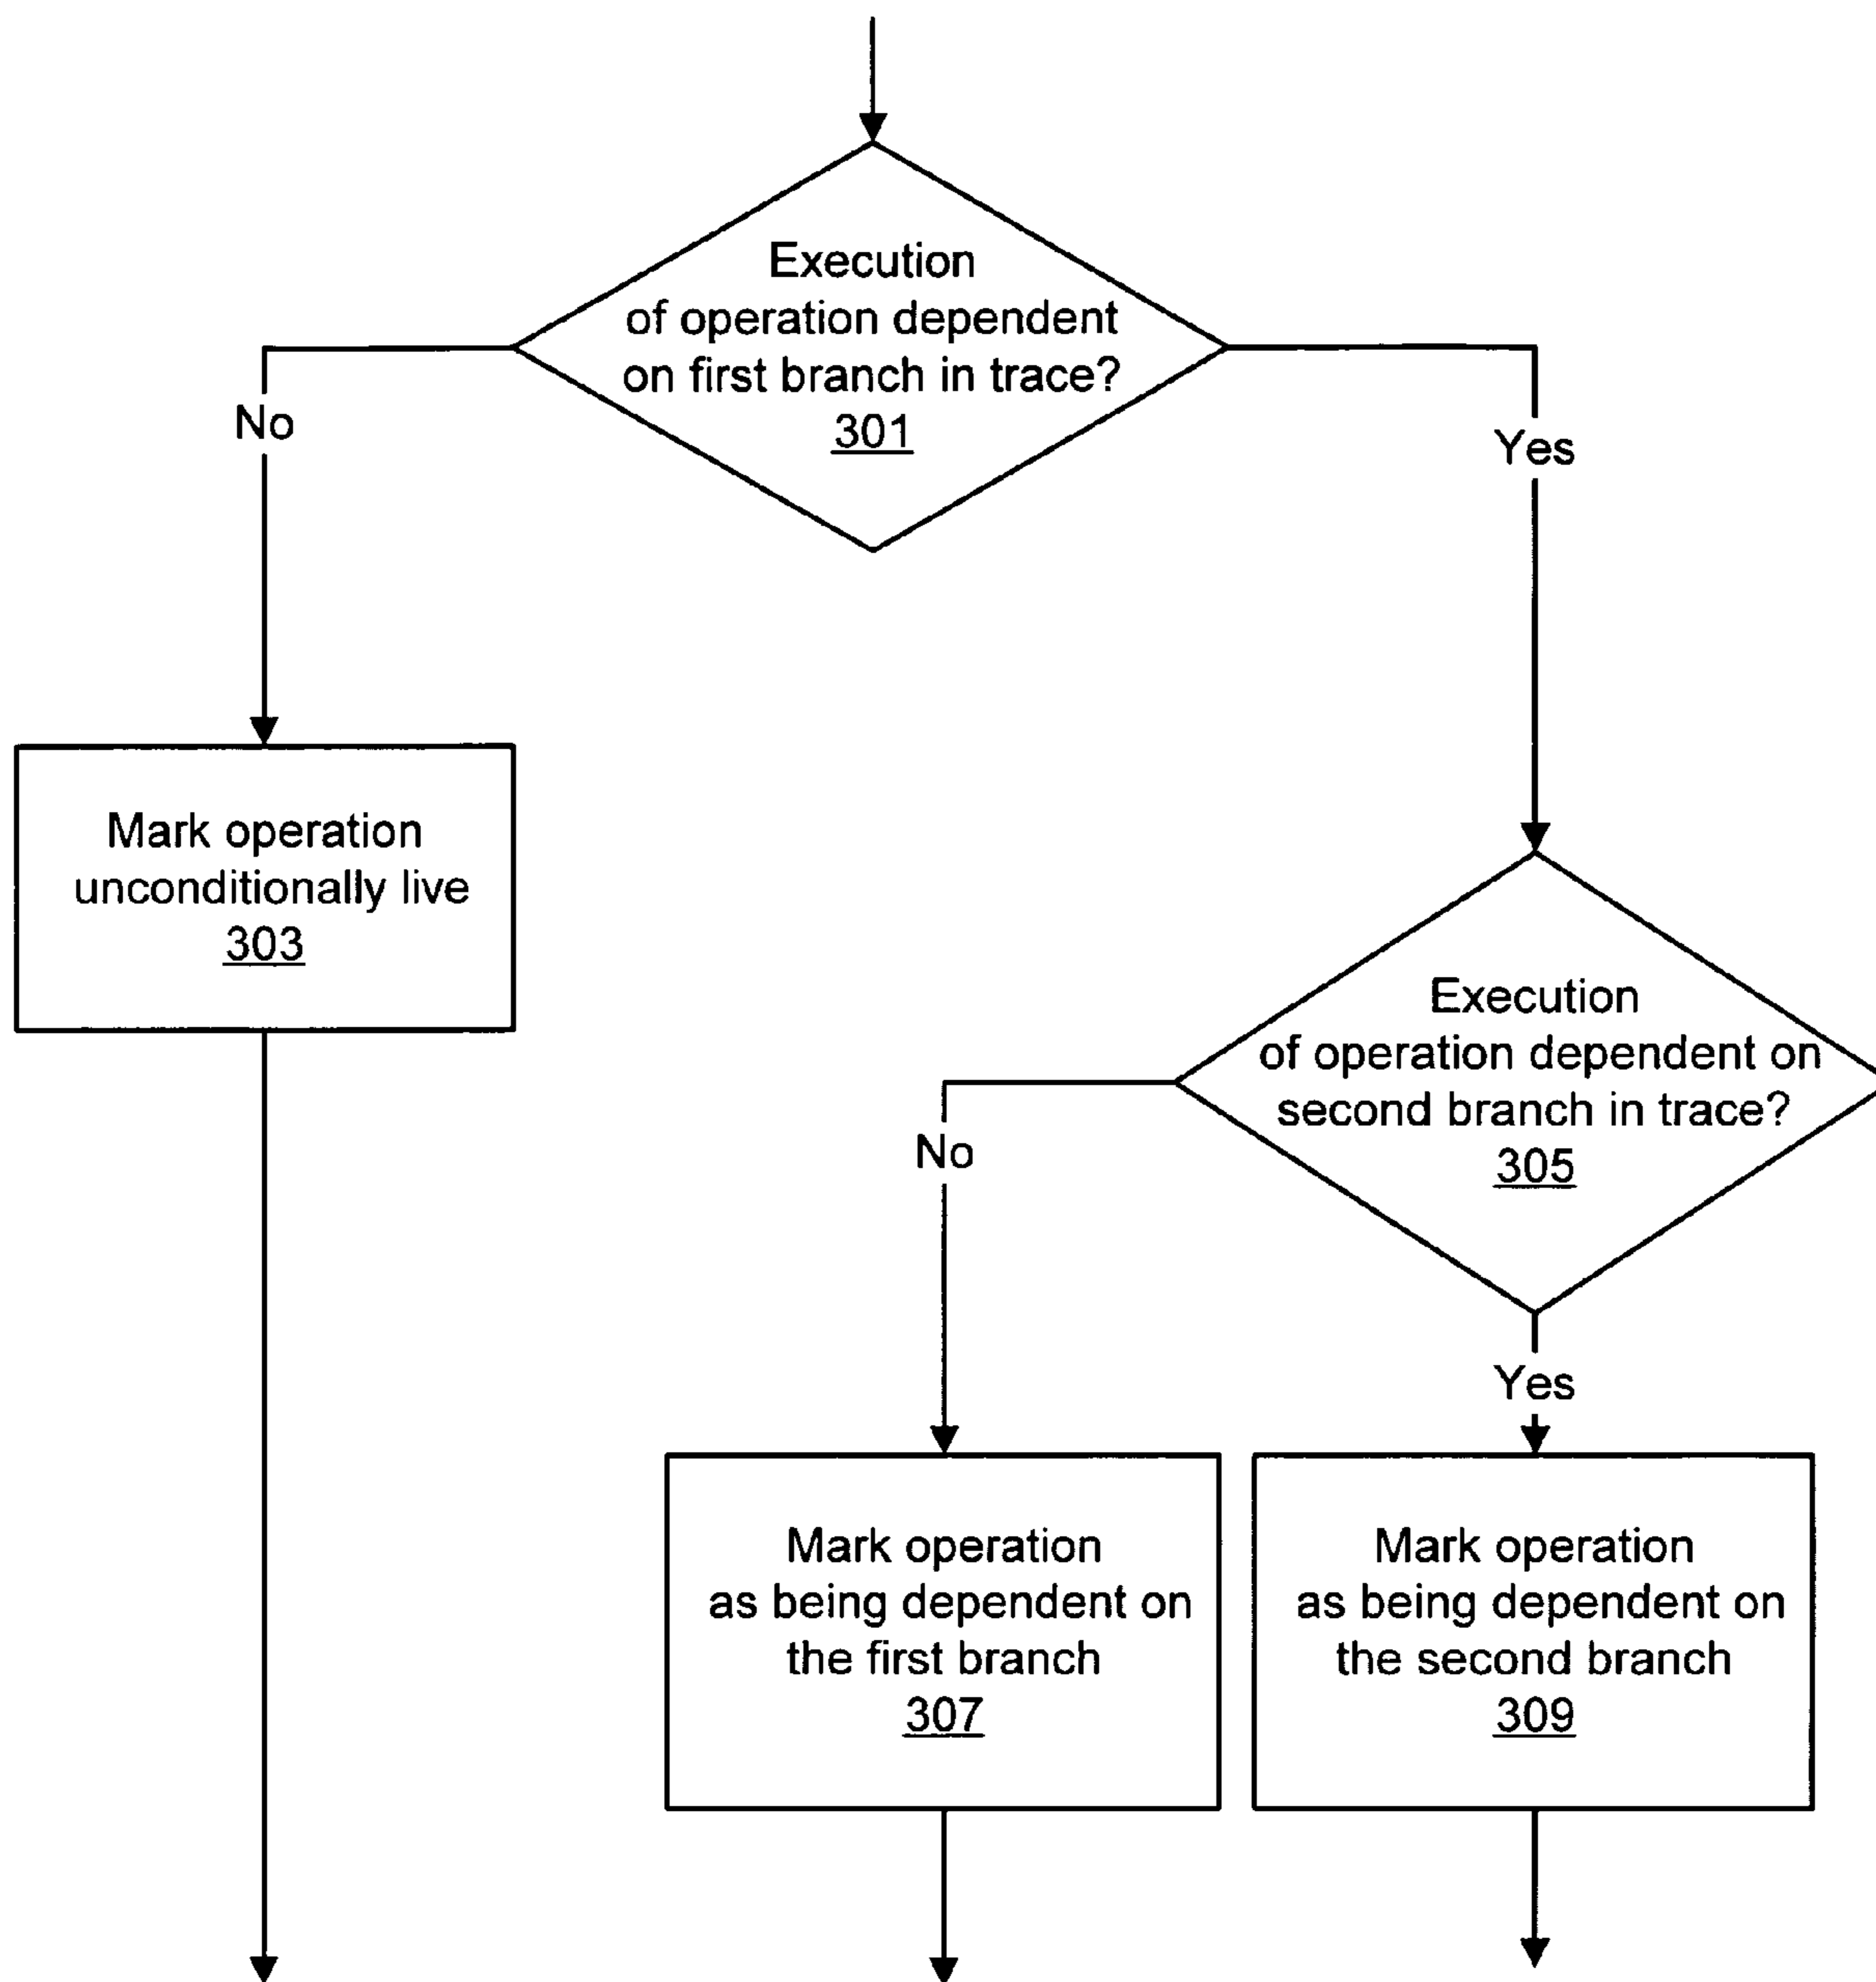 Execution
of operation dependent
on first branch in trace?
301
No
Yes
Mark operation
unconditionally live
303
Execution
of operation dependent on
second branch in trace?
305
No
Yes
Mark operation
as being dependent on
the first branch
307
Mark operation
as being dependent on
the second branch
309